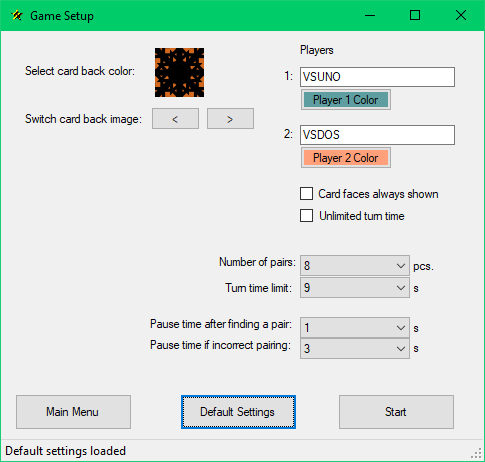 Game Setup
Players
Select card back color:
1: VSUNO
Player 1 Color
Switch card back image: < >
2: VSDOS
Player 2 Color
Card faces always shown
Unlimited turn time
Number of pairs: 8 pcs.
Turn time limit: 9 s
Pause time after finding a pair: 1 s
Pause time if incorrect pairing: 3 s
Main Menu Default Settings Start
Default settings loaded